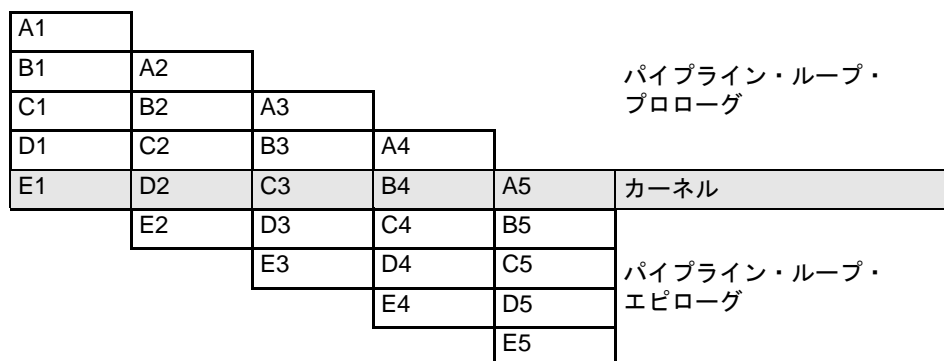 A1
B1 A2
パイプライン・ループ・
プロローグ
C1 B2 A3
D1 C2 B3 A4
E1 D2 C3 B4 A5 カーネル
E2 D3 C4 B5
E3 D4 C5
パイプライン・ループ・
エピローグ
E4 D5
E5